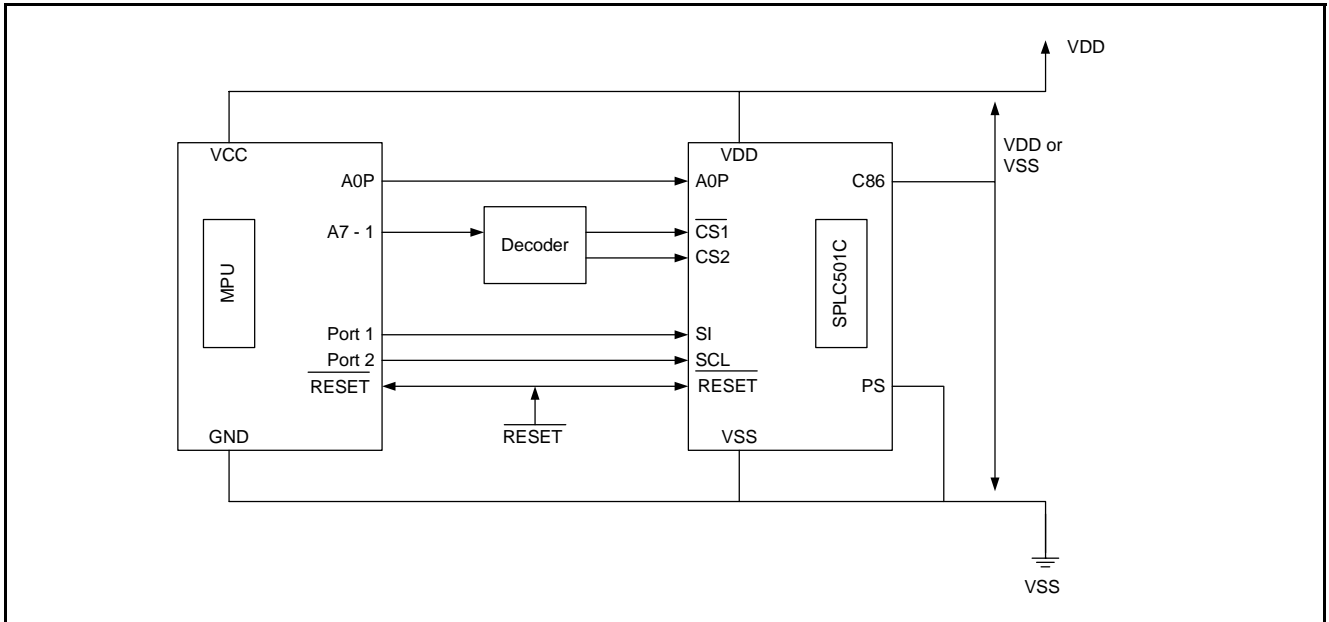 VDD
VCC
VDD
VDD or
VSS
A0P
A0P
C86
A7 - 1
Decoder
CS1
CS2
MPU
SPLC501C
Port 1
SI
Port 2
SCL
RESET
RESET
PS
RESET
GND
VSS
VSS